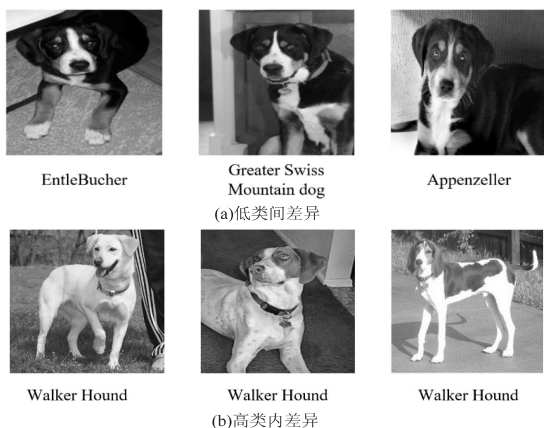 EntleBucher
Greater Swiss
Mountain dog
Appenzeller
(a)低类间差异
Walker Hound
Walker Hound
Walker Hound
(b)高类内差异